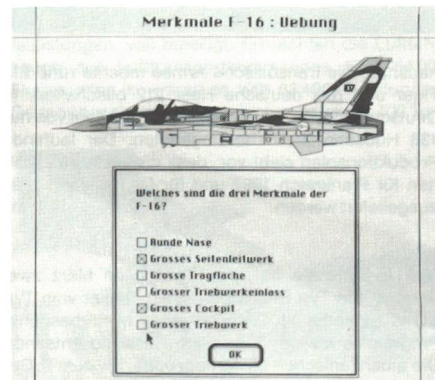 Merkmale F-16 : Uebung
Welches sind die drei Merkmale der
F-16?
Runde Nase
Grosses Seitenleitwerk
Grosse Tragfläche
Grosser Triebwerkeinlass
Grosses Cockpit
Grosser Triebwerk
OK